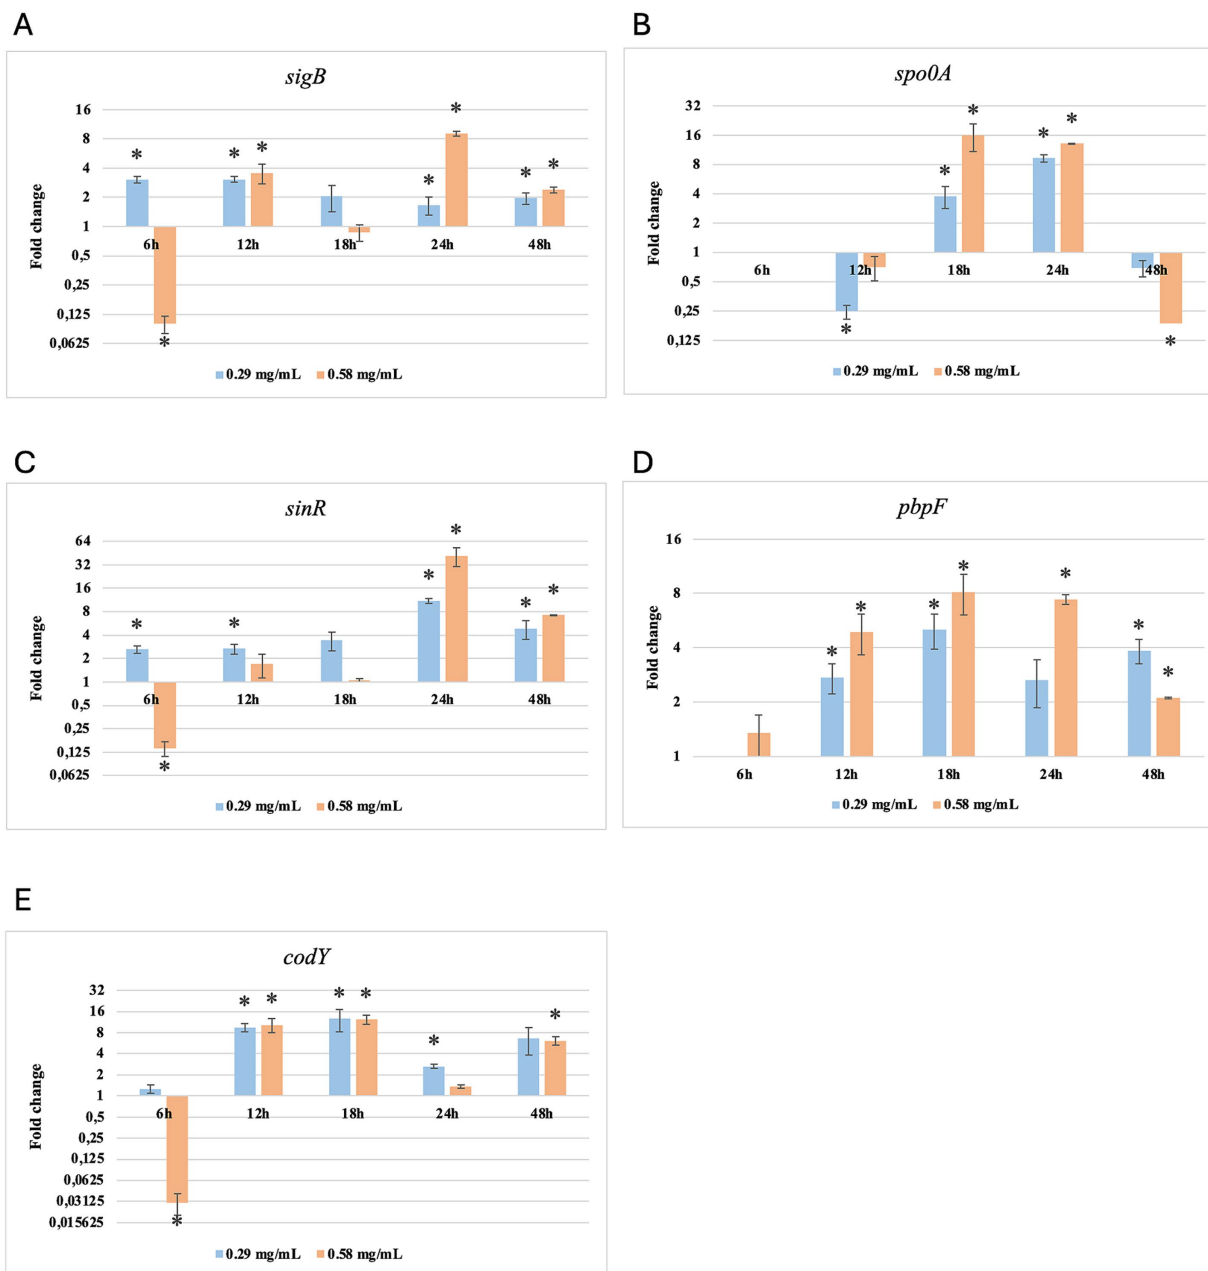 A
sigB
Fold change
16
8
4
2
1
0,5
0,25
0,125
0,0625
6h 12h 18h 24h 48h
* * * * * * * *
0.29 mg/mL 0.58 mg/mL
B
spo0A
Fold change
32
16
8
4
2
1
0,5
0,25
0,125
6h 12h 18h 24h 48h
* * * * * *
0.29 mg/mL 0.58 mg/mL
C
sinR
Fold change
64
32
16
8
4
2
1
0,5
0,25
0,125
0,0625
6h 12h 18h 24h 48h
* * * * * * *
0.29 mg/mL 0.58 mg/mL
D
pbpF
Fold change
16
8
4
2
1
6h 12h 18h 24h 48h
* * * * * * *
0.29 mg/mL 0.58 mg/mL
E
codY
Fold change
32
16
8
4
2
1
0,5
0,25
0,125
0,0625
0,03125
0,015625
6h 12h 18h 24h 48h
* * * * * * *
0.29 mg/mL 0.58 mg/mL